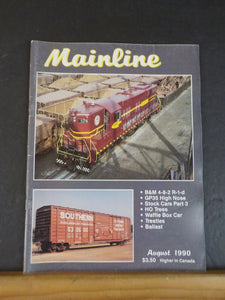 Mainline
B&M 4-8-2 R-1-d
GP35 High Nose
Stock Cars Part 3
HO Trees
Waffle Box Car
Trestles
Ballast
SOUTHERN
August 1990
$3.50 Higher in Canada